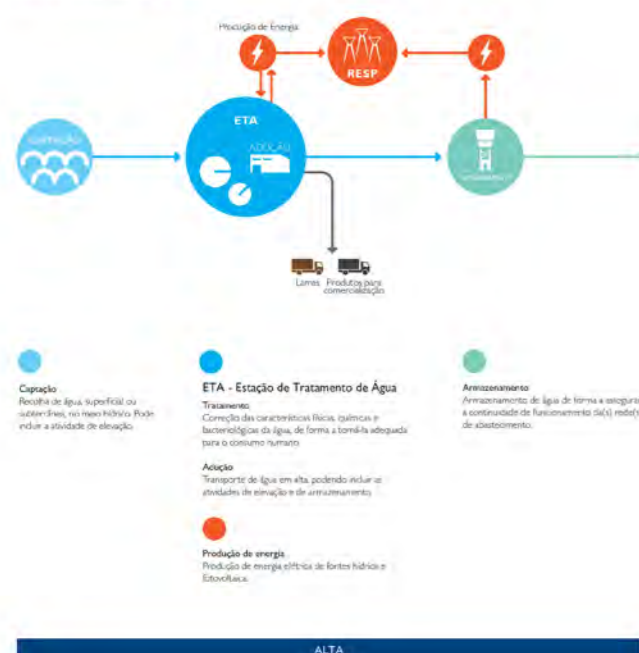 Produção de Energia
RESP
ETA
ADUÇÃO
CAPTAÇÃO
Lamas
Produtos para
comercialização
Captação
Recolha de água, superficial ou
subterrânea, no meio hídrico. Pode
incluir a atividade de elevação.
ETA - Estação de Tratamento de Água
Tratamento
Correção das características físicas, químicas e
bacteriológicas da água, de forma a torná-la adequada
para o consumo humano.
Adução
Transporte de água em alta, podendo incluir as
atividades de elevação e de armazenamento.
Produção de energia
Produção de energia elétrica de fontes hídrica e
fotovoltaica.
Armazenamento
Armazenamento de água de forma a assegurar
a continuidade de funcionamento da(s) rede(s)
de abastecimento.
ALTA